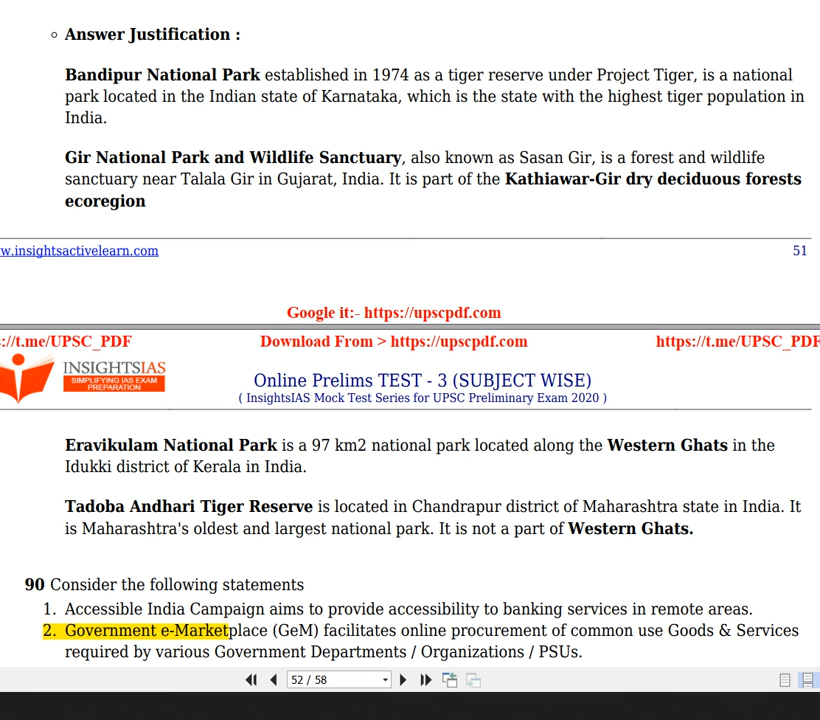 Answer Justification :
Bandipur National Park established in 1974 as a tiger reserve under Project Tiger, is a national
park located in the Indian state of Karnataka, which is the state with the highest tiger population in
India.
Gir National Park and Wildlife Sanctuary, also known as Sasan Gir, is a forest and wildlife
sanctuary near Talala Gir in Gujarat, India. It is part of the Kathiawar-Gir dry deciduous forests
ecoregion
w.insightsactivelearn.com 51
Google it:- https://upscpdf.com
://t.me/UPSC_PDF Download From > https://upscpdf.com https://t.me/UPSC_PDF
INSIGHTSIAS
SIMPLIFYING IAS EXAM
PREPARATION
Online Prelims TEST - 3 (SUBJECT WISE)
( InsightsIAS Mock Test Series for UPSC Preliminary Exam 2020 )
Eravikulam National Park is a 97 km2 national park located along the Western Ghats in the
Idukki district of Kerala in India.
Tadoba Andhari Tiger Reserve is located in Chandrapur district of Maharashtra state in India. It
is Maharashtra's oldest and largest national park. It is not a part of Western Ghats.
90 Consider the following statements
1. Accessible India Campaign aims to provide accessibility to banking services in remote areas.
2. Government e-Marketplace (GeM) facilitates online procurement of common use Goods & Services
required by various Government Departments / Organizations / PSUs.
52 / 58